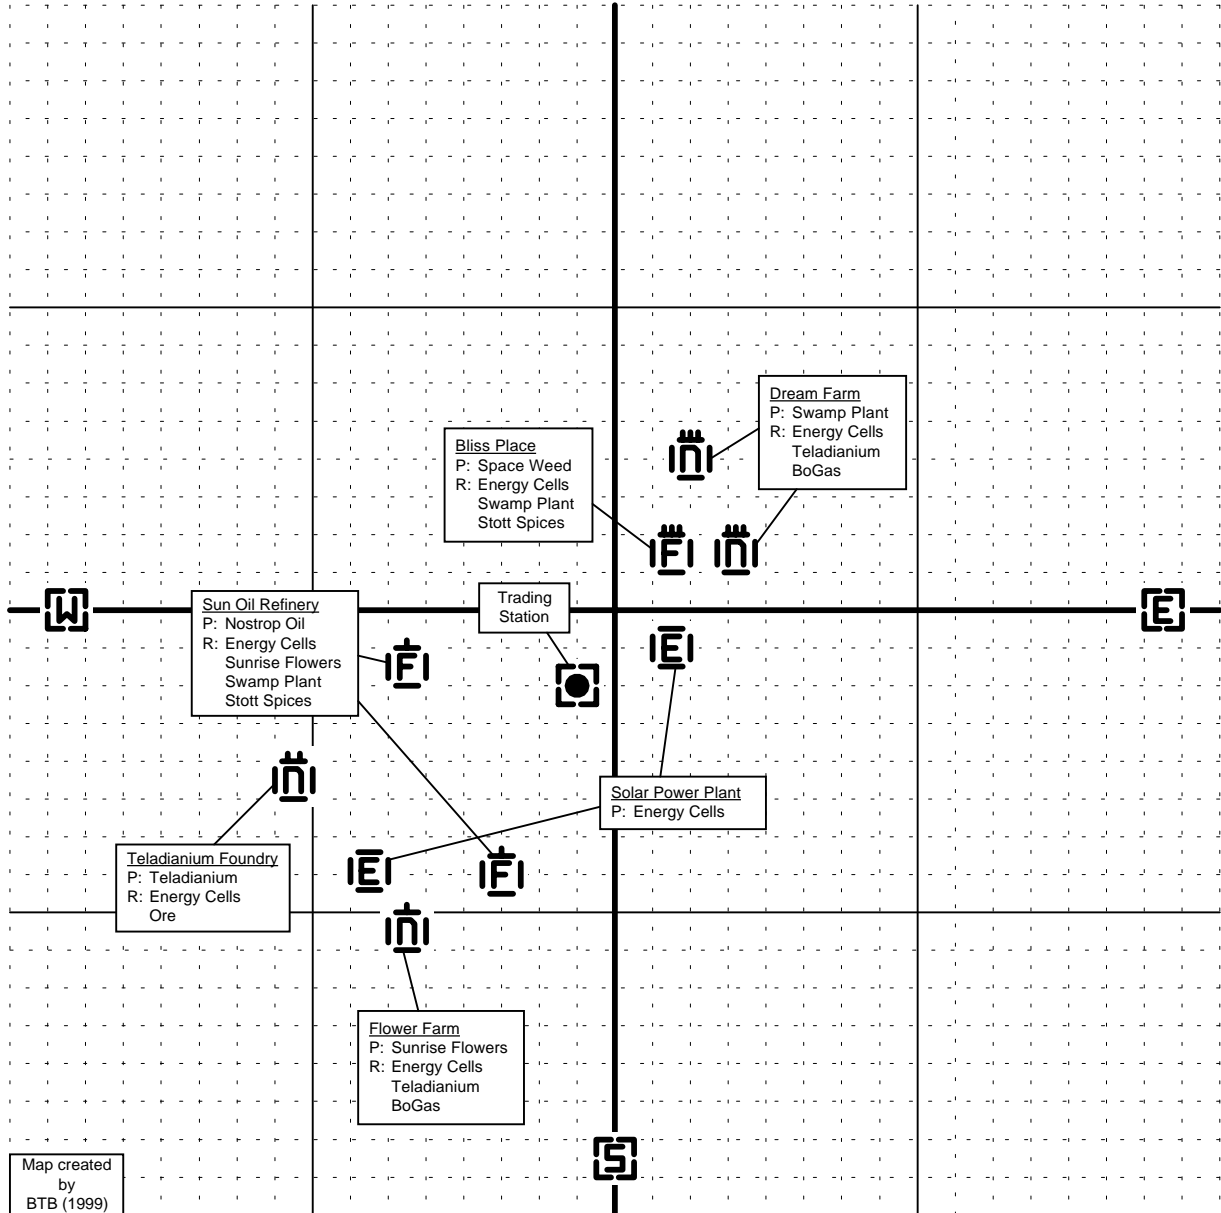 Dream Farm
P: Swamp Plant
R: Energy Cells
Teladianium
BoGas
Bliss Place
P: Space Weed
R: Energy Cells
Swamp Plant
Stott Spices
n
F
n
W
Sun Oil Refinery
P: Nostrop Oil
R: Energy Cells
Sunrise Flowers
Swamp Plant
Stott Spices
Trading
Station
E
E
F
n
Solar Power Plant
P: Energy Cells
Teladianium Foundry
P: Teladianium
R: Energy Cells
Ore
E
F
n
Flower Farm
P: Sunrise Flowers
R: Energy Cells
Teladianium
BoGas
S
Map created
by
BTB (1999)